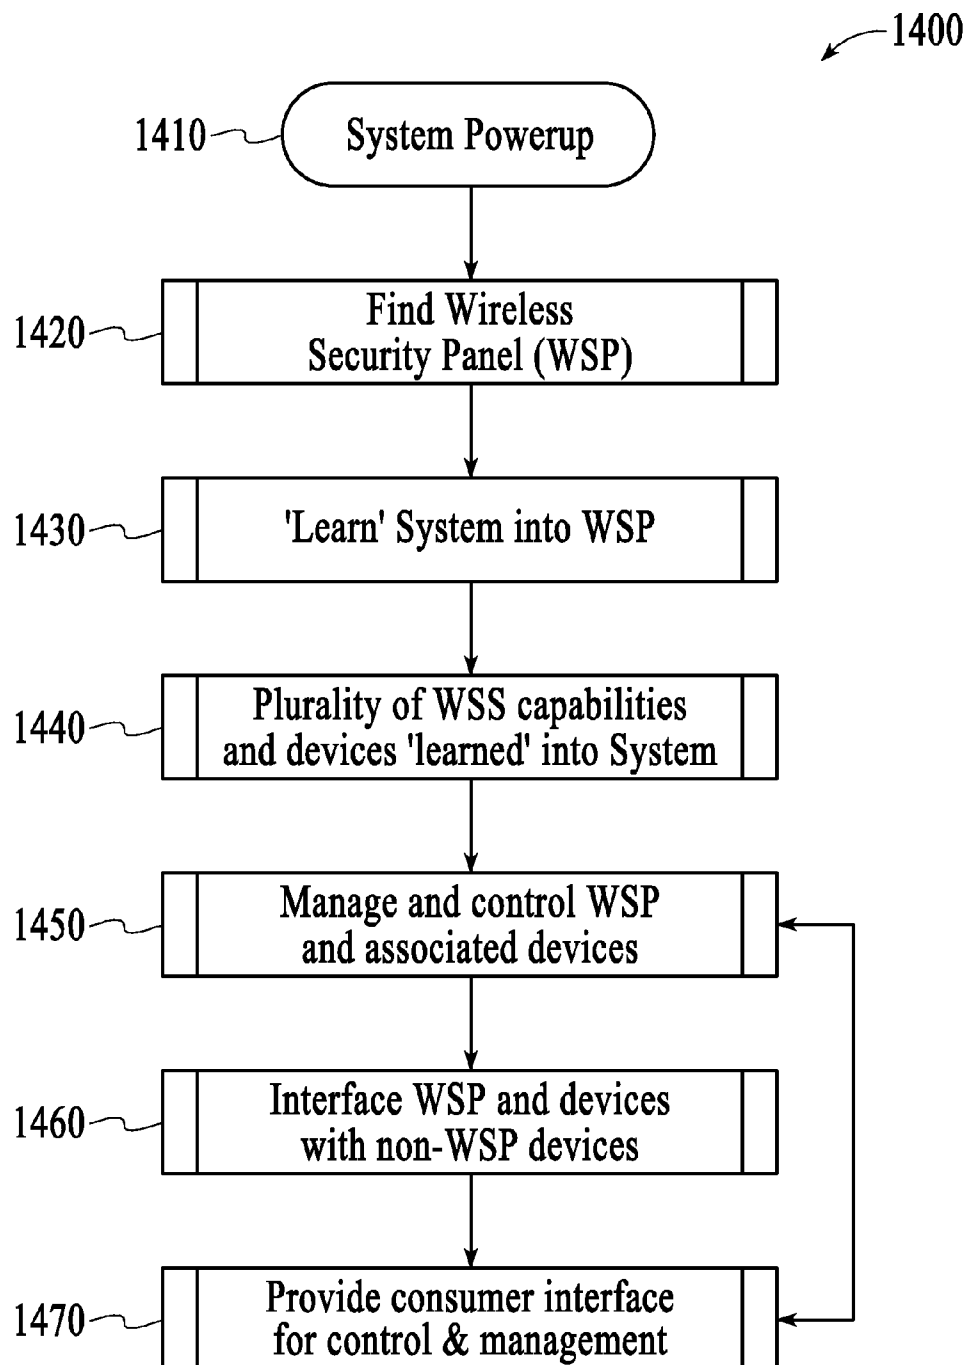 1400
1410
System Powerup
1420
Find Wireless
Security Panel (WSP)
1430
'Learn' System into WSP
1440
Plurality of WSS capabilities
and devices 'learned' into System
1450
Manage and control WSP
and associated devices
1460
Interface WSP and devices
with non-WSP devices
1470
Provide consumer interface
for control & management